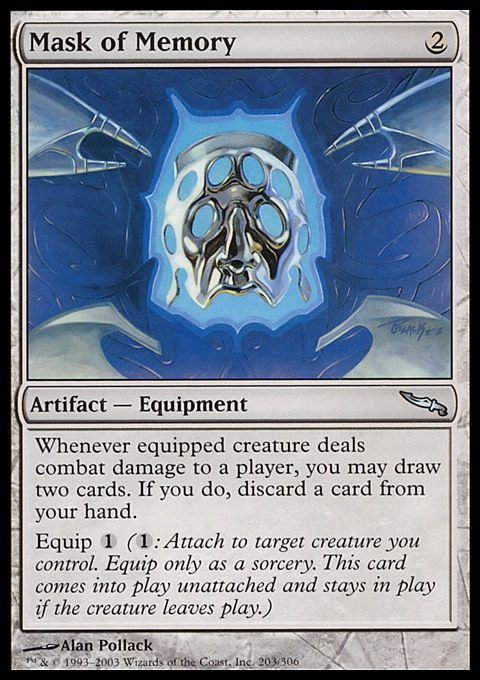 Mask of Memory 2
Artifact — Equipment
Whenever equipped creature deals
combat damage to a player, you may draw
two cards. If you do, discard a card from
your hand.
Equip 1 (1: Attach to target creature you
control. Equip only as a sorcery. This card
comes into play unattached and stays in play
if the creature leaves play.)
Alan Pollack
™ & © 1993–2003 Wizards of the Coast, Inc. 203/306